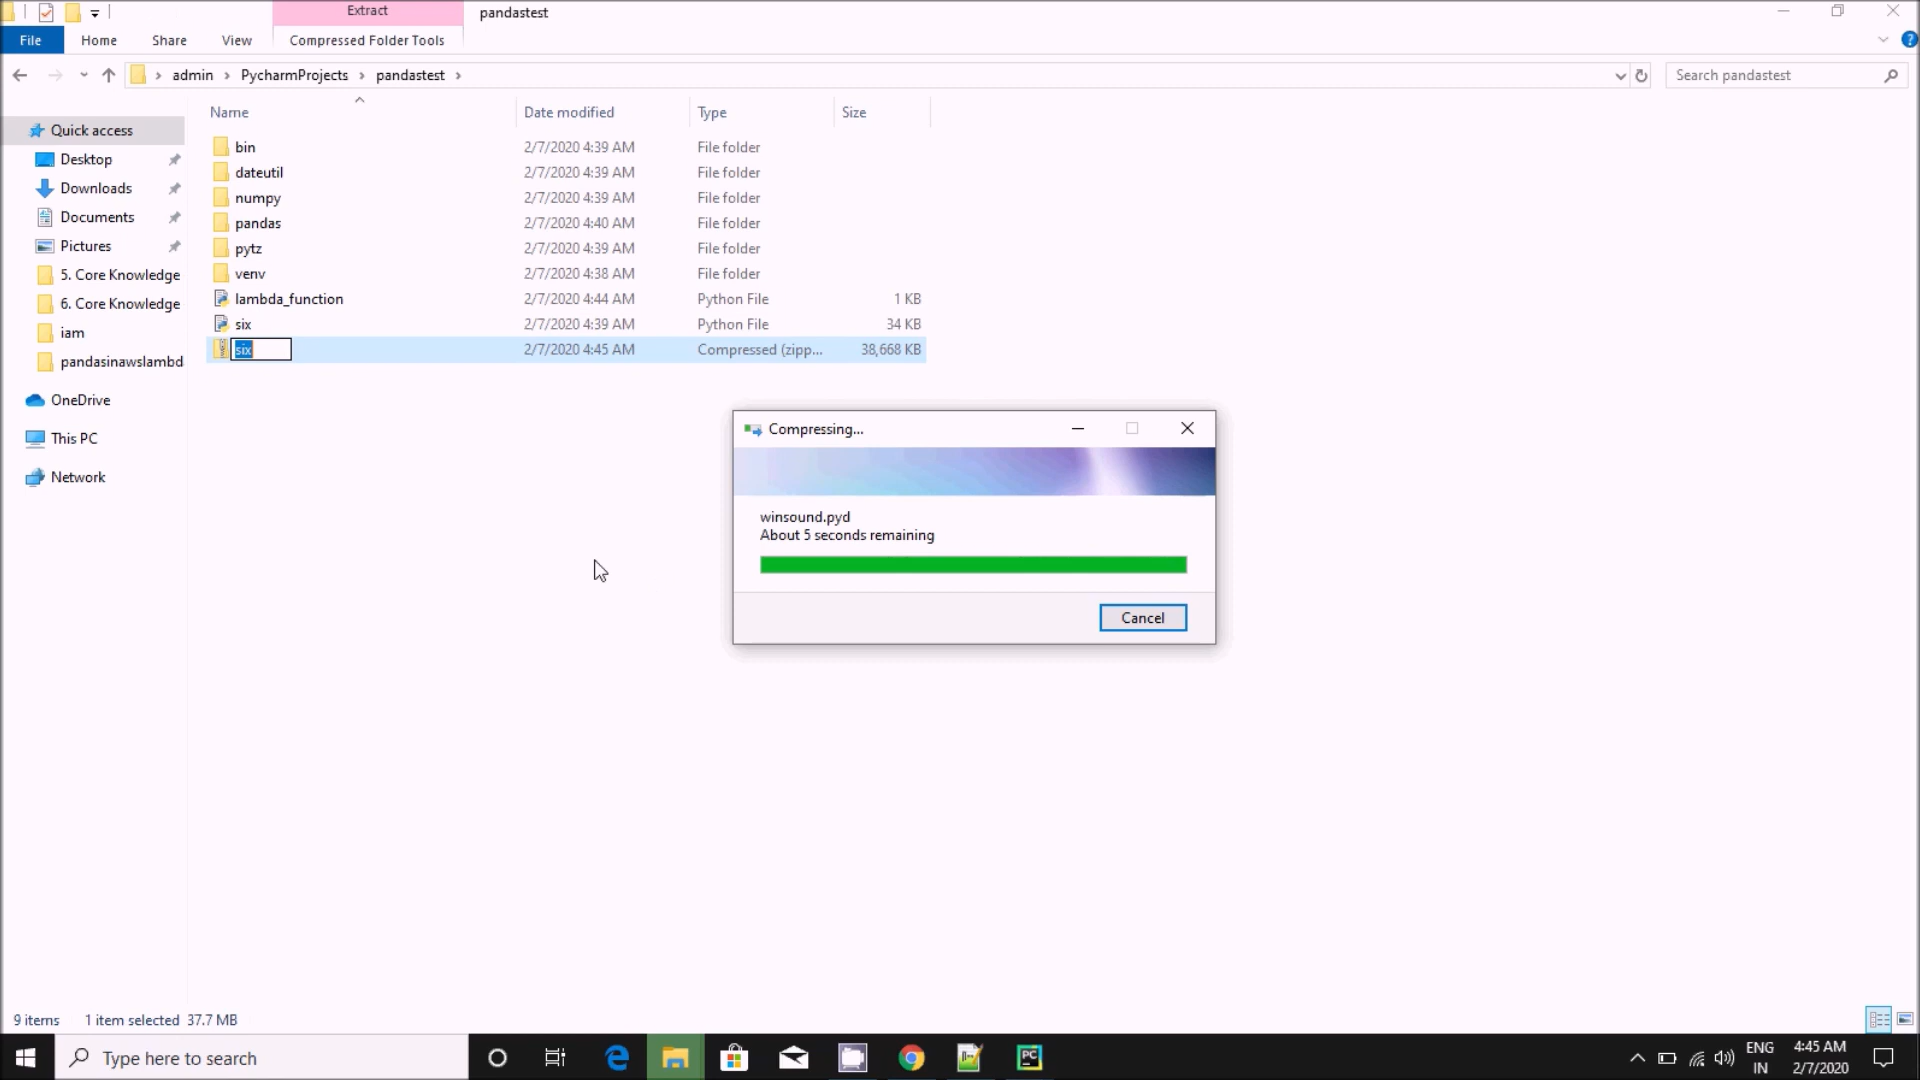 Extract
pandastest
File
Home
Share
View
Compressed Folder Tools
?
admin
PycharmProjects
pandastest
Search pandastest
Name
Date modified
Type
Size
Quick access
Desktop
Downloads
Documents
Pictures
5. Core Knowledge
6. Core Knowledge
iam
pandasinawslambd
OneDrive
This PC
Network
bin 2/7/2020 4:39 AM File folder
dateutil 2/7/2020 4:39 AM File folder
numpy 2/7/2020 4:39 AM File folder
pandas 2/7/2020 4:40 AM File folder
pytz 2/7/2020 4:39 AM File folder
venv 2/7/2020 4:38 AM File folder
lambda_function 2/7/2020 4:44 AM Python File 1 KB
six 2/7/2020 4:39 AM Python File 34 KB
six 2/7/2020 4:45 AM Compressed (zipp... 38,668 KB
Compressing...
winsound.pyd
About 5 seconds remaining
Cancel
9 items 1 item selected 37.7 MB
Type here to search
PC
ENG
IN
4:45 AM
2/7/2020